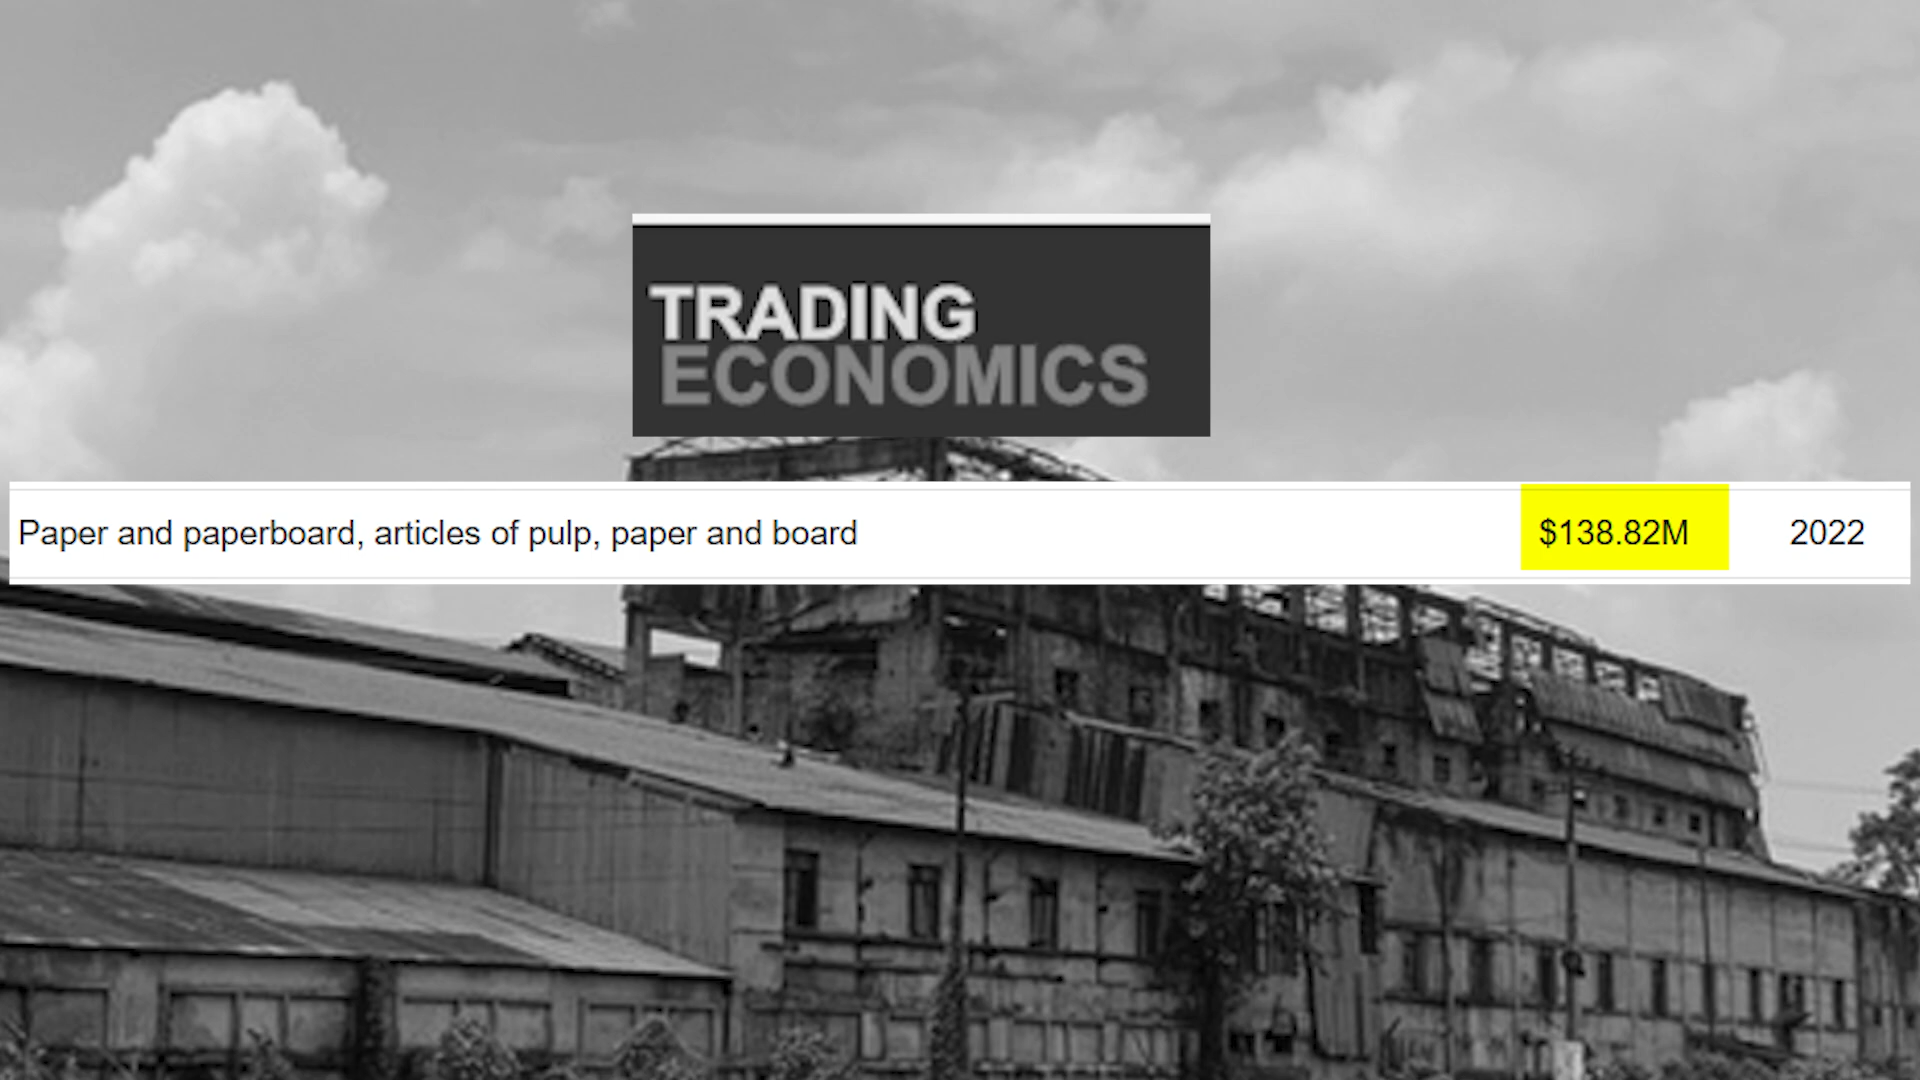 TRADING
ECONOMICS
Paper and paperboard, articles of pulp, paper and board $138.82M 2022